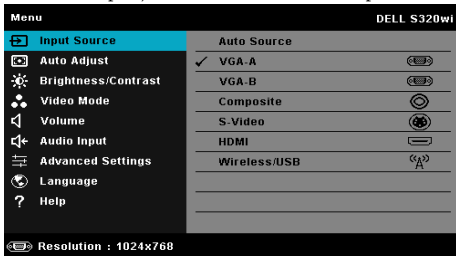 Menu DELL S320wi
Input Source Auto Source
Auto Adjust VGA-A
Brightness/Contrast VGA-B
Video Mode Composite
Volume S-Video
Audio Input HDMI
Advanced Settings Wireless/USB
Language
? Help
Resolution : 1024x768